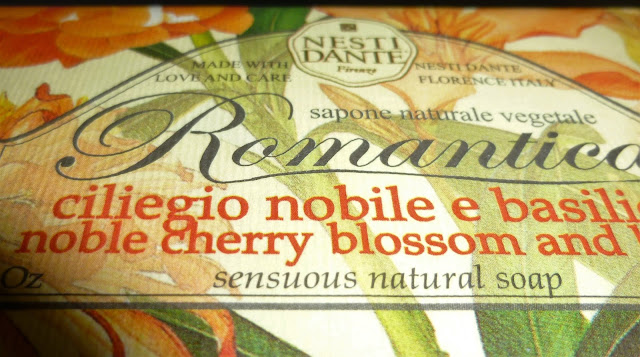 NESTI
DANTE
Firenze
MADE WITH
LOVE AND CARE
NESTI DANTE
FLORENCE ITALY
sapone naturale vegetale
Romantica
ciliegio nobile e basili
noble cherry blossom and
Oz
sensuous natural soap